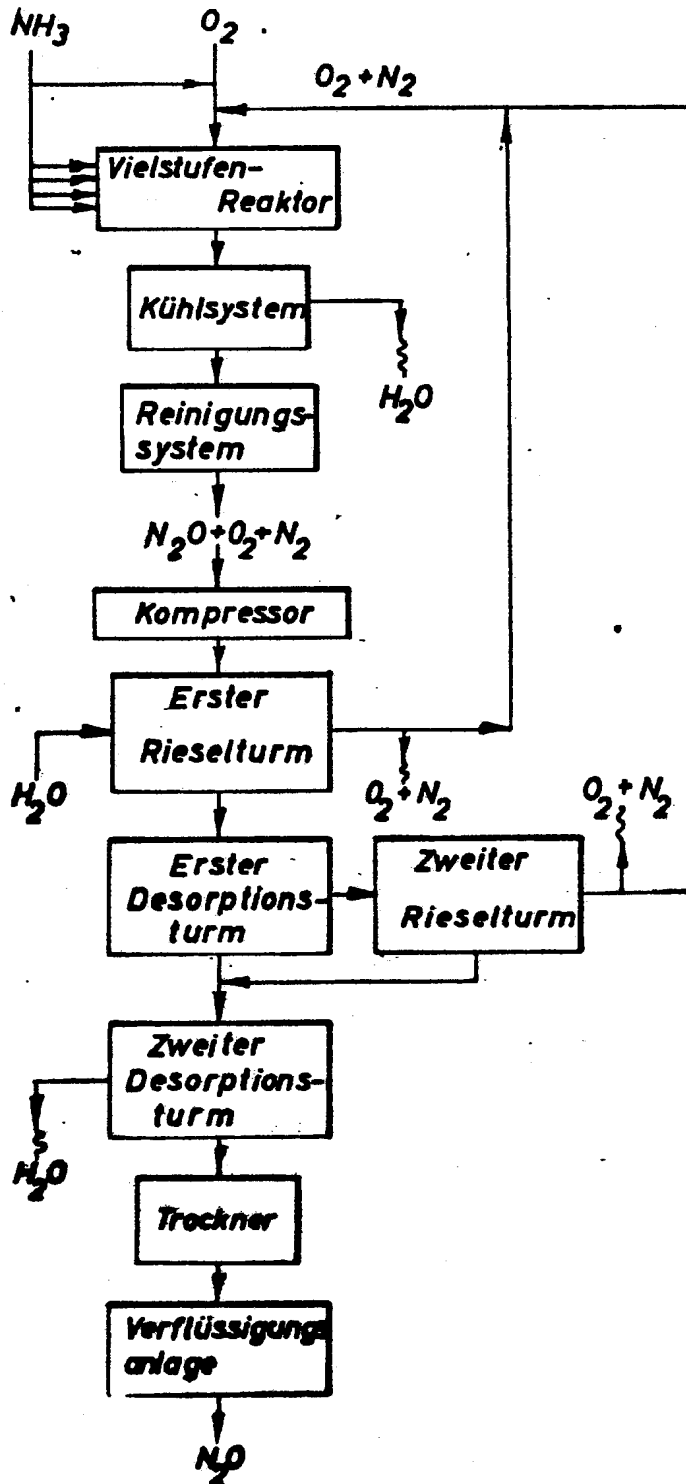 NH3
O2
O2+N2
Vielstufen-
Reaktor
Kühlsystem
H2O
Reinigungs-
system
N2O+O2+N2
Kompressor
Erster
Rieselturm
H2O
O2+N2
O2+N2
Erster
Desorptions-
turm
Zweiter
Rieselturm
Zweiter
Desorptions-
turm
H2O
Trockner
Verflüssigungs
anlage
N2O